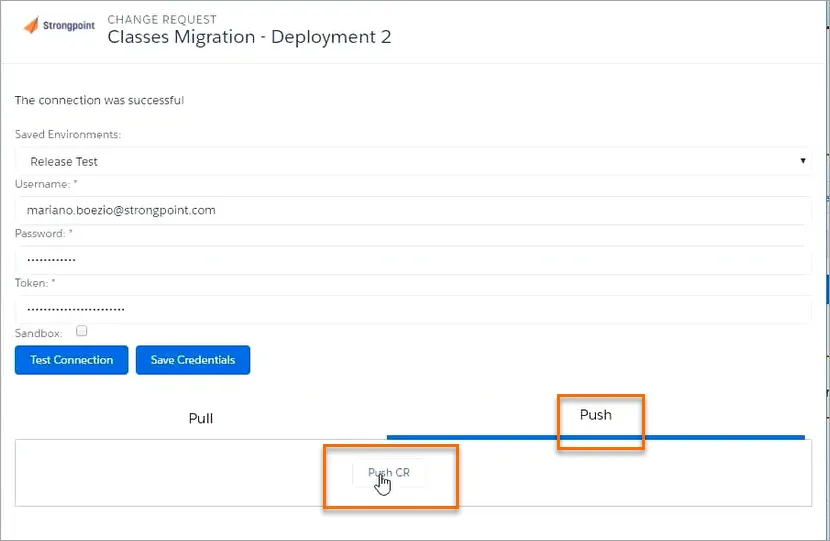 Strongpoint
CHANGE REQUEST
Classes Migration - Deployment 2
The connection was successful
Saved Environments:
Release Test
Username: *
mariano.boezio@strongpoint.com
Password: *
••••••••••••
Token: *
••••••••••••••••••••••••
Sandbox:
Test Connection Save Credentials
Pull Push
Push CR